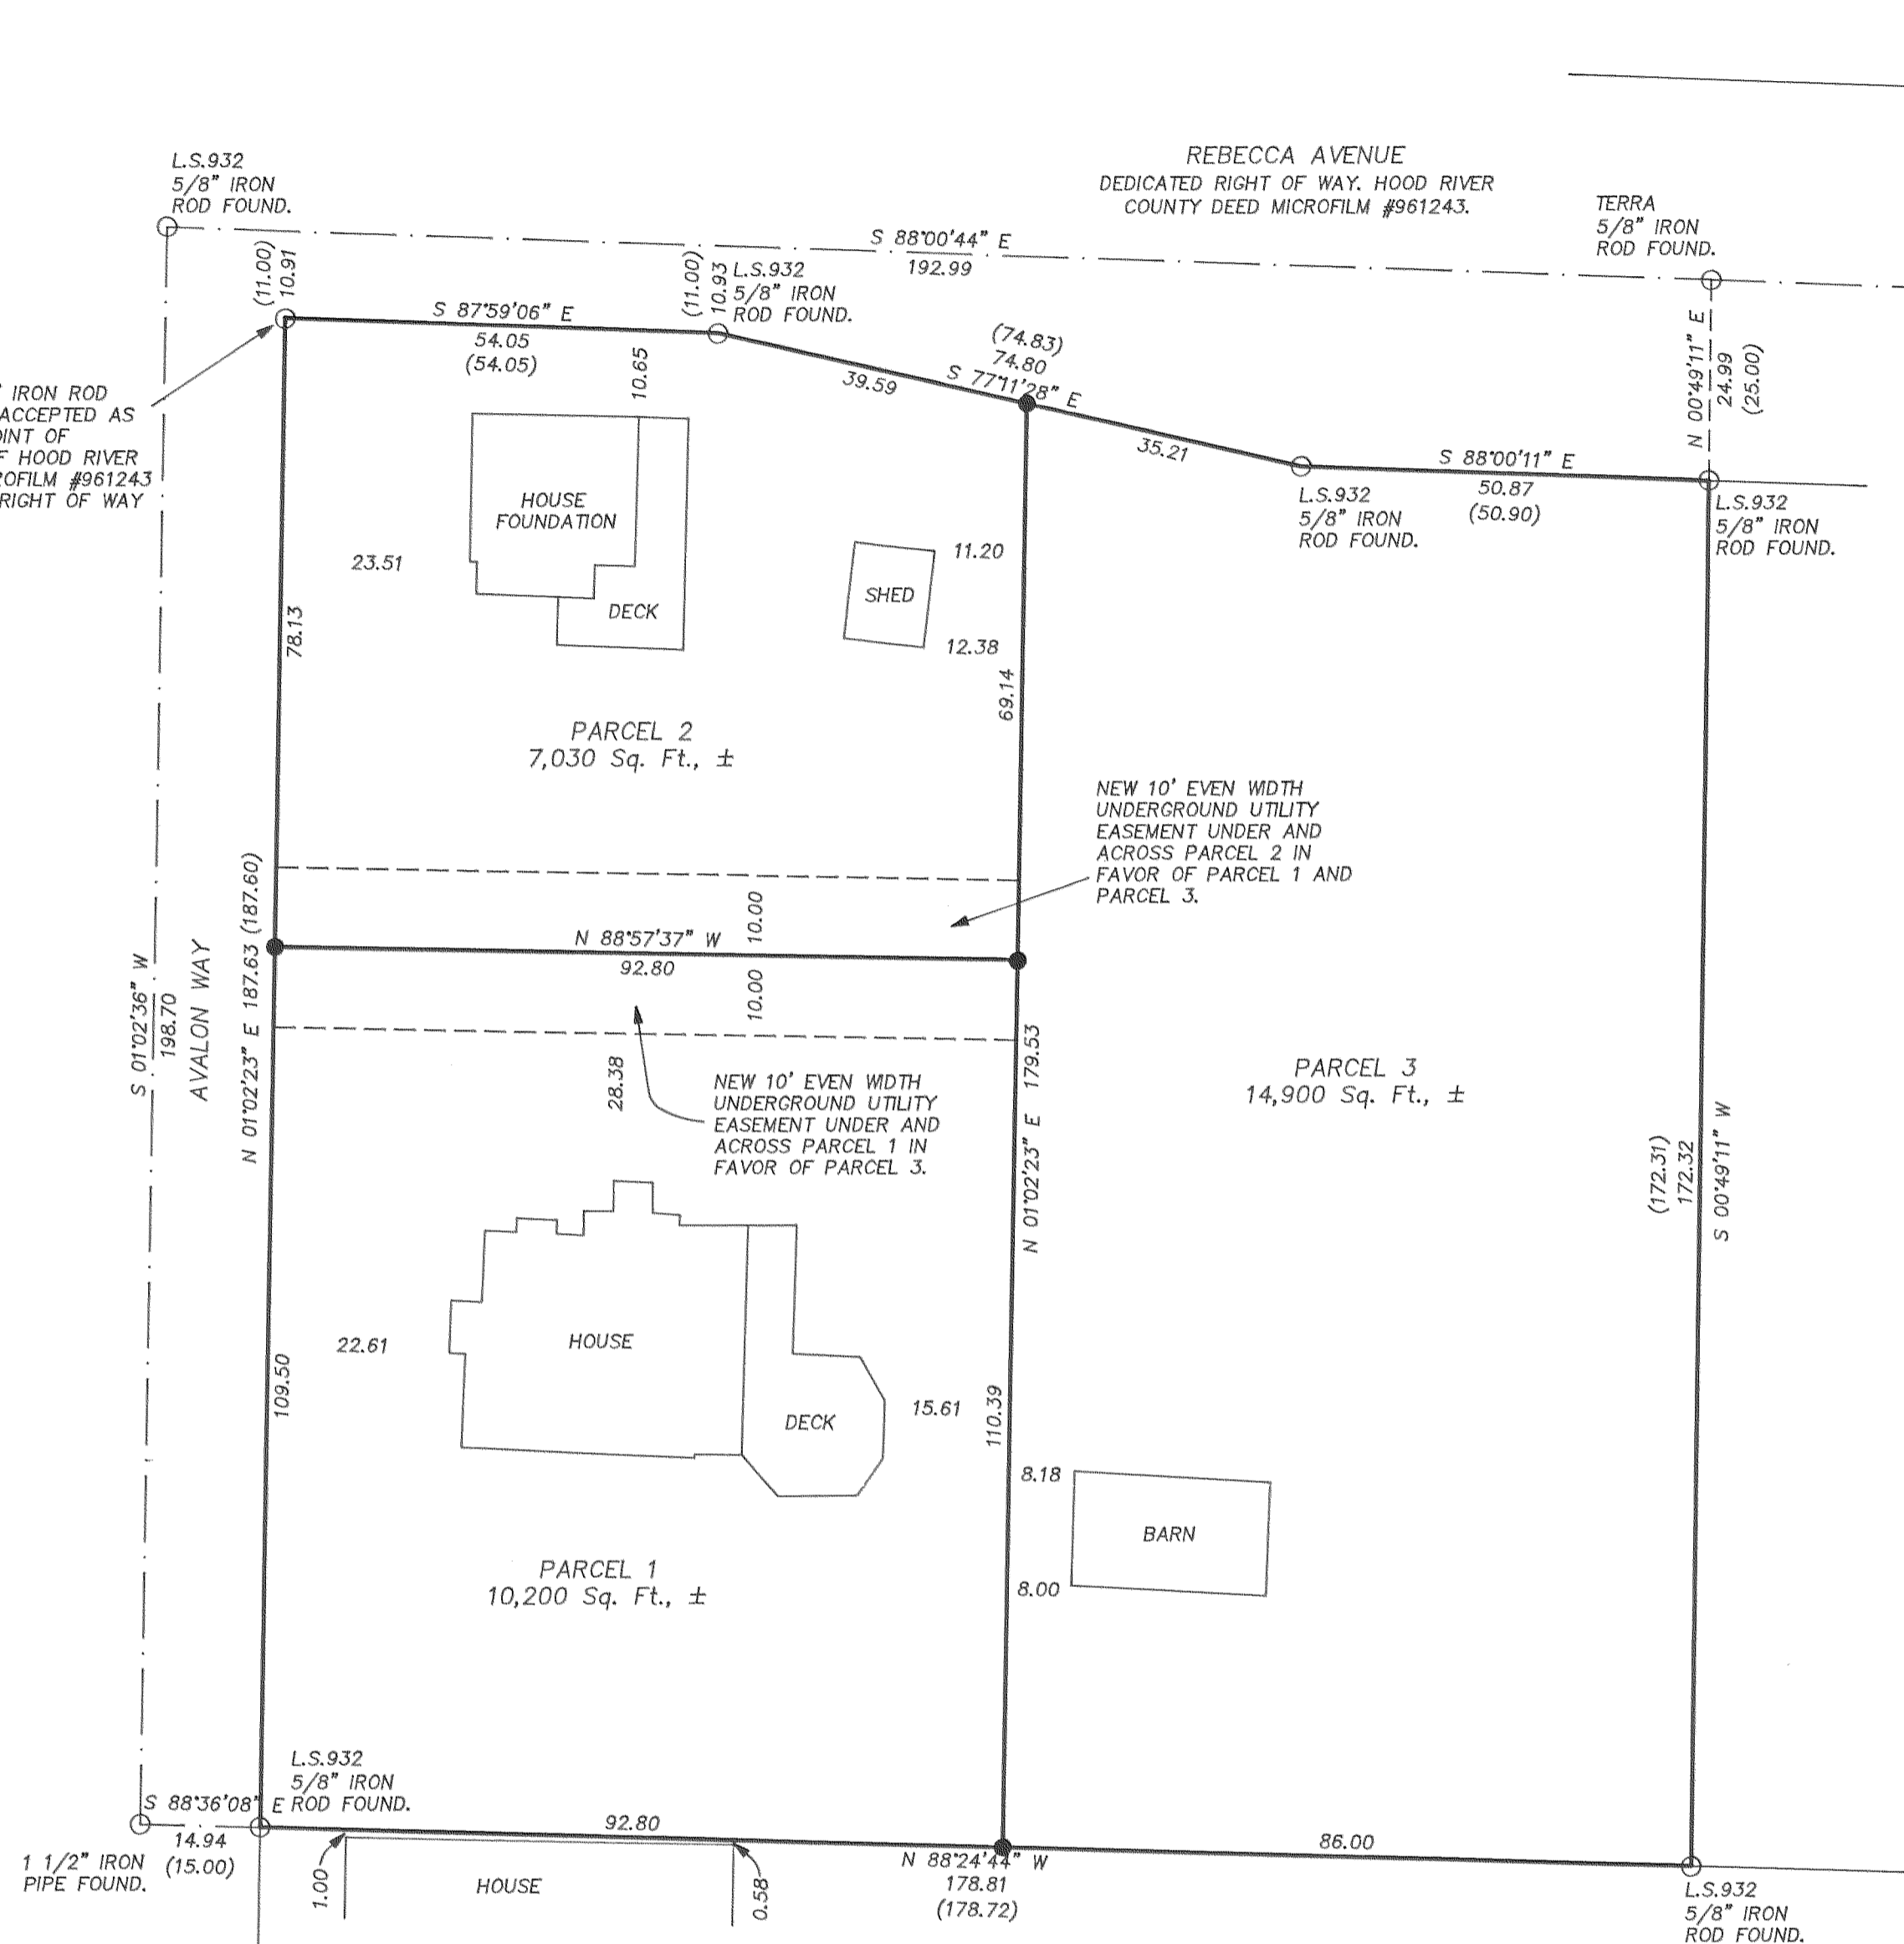 REBECCA AVENUE
DEDICATED RIGHT OF WAY. HOOD RIVER
COUNTY DEED MICROFILM #961243.
L.S.932
5/8" IRON
ROD FOUND.
TERRA
5/8" IRON
ROD FOUND.
S 88°00'44" E
192.99
(11.00)
10.91
(11.00)
10.93
L.S.932
5/8" IRON
ROD FOUND.
S 87°59'06" E
54.05
(54.05)
10.65
(74.83)
74.80
S 77°11'28" E
39.59
35.21
N 00°49'11" E
24.99
(25.00)
S 88°00'11" E
50.87
(50.90)
L.S.932
5/8" IRON
ROD FOUND.
L.S.932
5/8" IRON
ROD FOUND.
IRON ROD
ACCEPTED AS
HOOD RIVER
#961243
RIGHT OF WAY
HOUSE
FOUNDATION
DECK
23.51
SHED
11.20
12.38
78.13
69.14
PARCEL 2
7,030 Sq. Ft., ±
NEW 10' EVEN WIDTH
UNDERGROUND UTILITY
EASEMENT UNDER AND
ACROSS PARCEL 2 IN
FAVOR OF PARCEL 1 AND
PARCEL 3.
10.00
N 88°57'37" W
92.80
10.00
S 01°02'36" W
198.70
AVALON WAY
N 01°02'23" E 187.63 (187.60)
28.38
NEW 10' EVEN WIDTH
UNDERGROUND UTILITY
EASEMENT UNDER AND
ACROSS PARCEL 1 IN
FAVOR OF PARCEL 3.
N 01°02'23" E 179.53
PARCEL 3
14,900 Sq. Ft., ±
(172.31)
172.32
S 00°49'11" W
22.61
HOUSE
DECK
15.61
109.50
110.39
8.18
BARN
8.00
PARCEL 1
10,200 Sq. Ft., ±
L.S.932
5/8" IRON
ROD FOUND.
S 88°36'08" E
14.94
(15.00)
1 1/2" IRON
PIPE FOUND.
92.80
86.00
N 88°24'44" W
178.81
(178.72)
1.00
HOUSE
0.58
L.S.932
5/8" IRON
ROD FOUND.